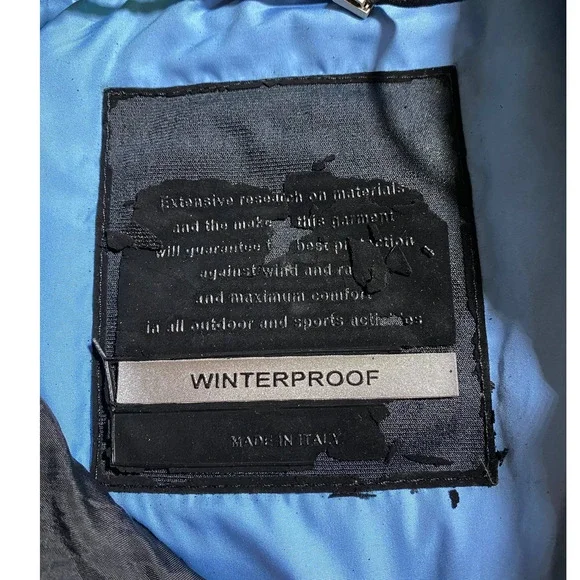 Extensive research on materials
and the make this garment
will guarantee best
against wind and
and maximum comfort
in all outdoor and sports activities
WINTERPROOF
MADE IN ITALY